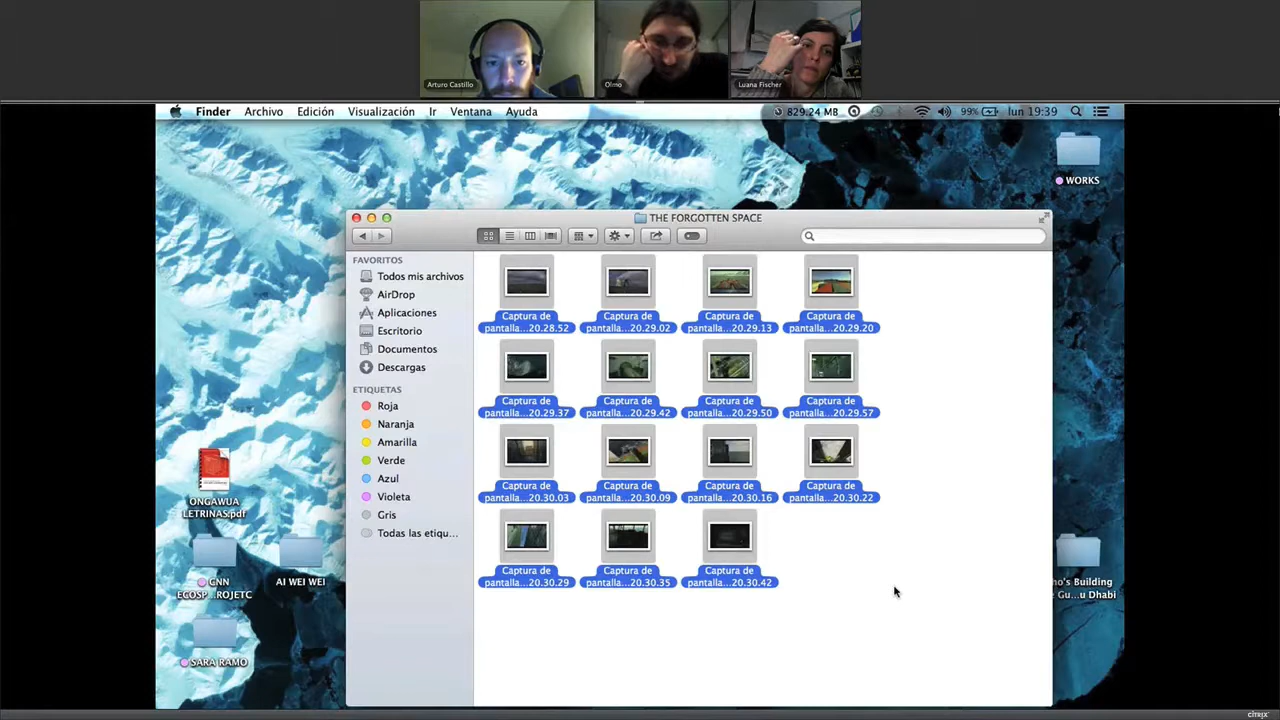 Arturo Castillo
Olmo
Luana Fischer
Finder Archivo Edición Visualización Ir Ventana Ayuda
829.24 MB 99% lun 19:39
WORKS
THE FORGOTTEN SPACE
FAVORITOS
Todos mis archivos
AirDrop
Aplicaciones
Escritorio
Documentos
Descargas
ETIQUETAS
Roja
Naranja
Amarilla
Verde
Azul
Violeta
Gris
Todas las etiqu...
Captura de
pantalla...20.28.52
Captura de
pantalla...20.29.02
Captura de
pantalla...20.29.13
Captura de
pantalla...20.29.20
Captura de
pantalla...20.29.37
Captura de
pantalla...20.29.42
Captura de
pantalla...20.29.50
Captura de
pantalla...20.29.57
Captura de
pantalla...20.30.03
Captura de
pantalla...20.30.09
Captura de
pantalla...20.30.16
Captura de
pantalla...20.30.22
Captura de
pantalla...20.30.29
Captura de
pantalla...20.30.35
Captura de
pantalla...20.30.42
ONGAWUA
LETRINAS.pdf
CNN
ECOSP...ROJETC
AI WEI WEI
SARA RAMO
ho's Building
Gu...u Dhabi
CITRIX